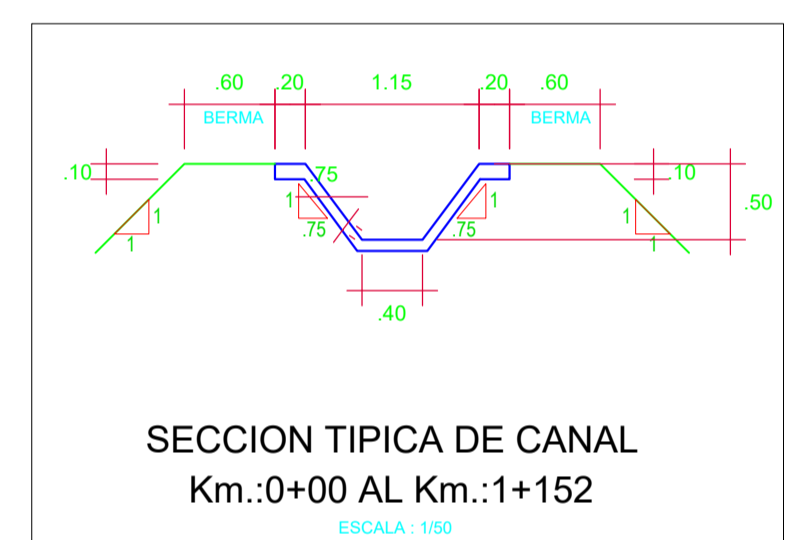 .60 .20 1.15 .20 .60
BERMA BERMA
.10 .75 .10
1 1 .50
1 1 1
.75 .75
1 1
.40
SECCION TIPICA DE CANAL
Km.:0+00 AL Km.:1+152
ESCALA : 1/50